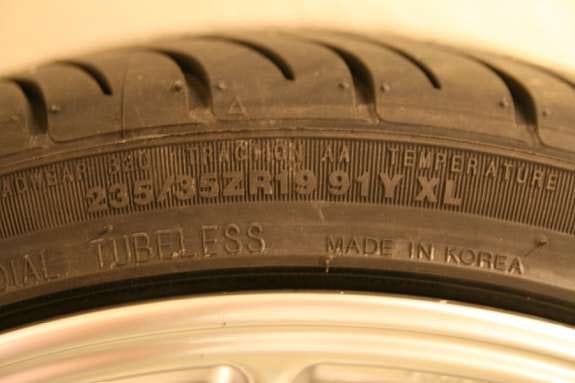 TREADWEAR 320 TRACTION AA TEMPERATURE
235/35ZR19 91Y XL
TUBELESS MADE IN KOREA